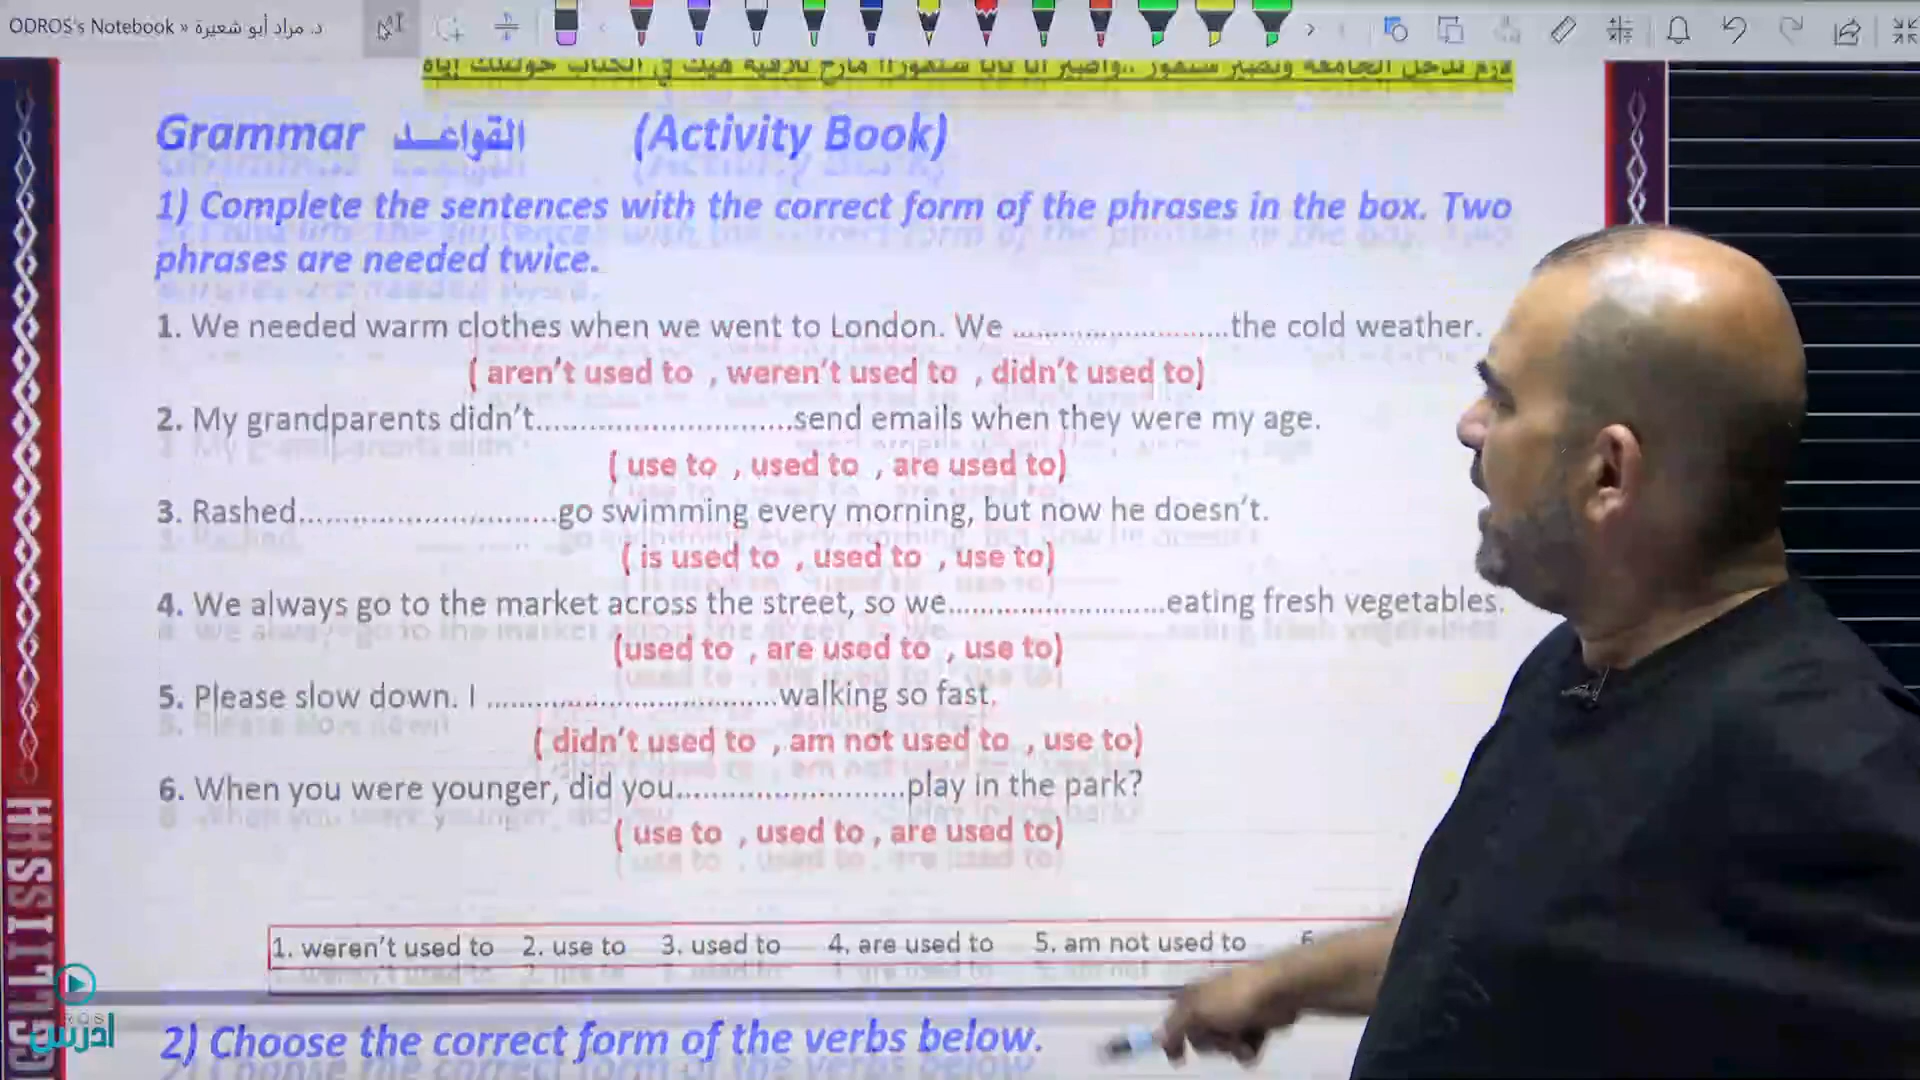 ODROS's Notebook » د. مراد أبو شعيرة
Grammar القواعـد (Activity Book)
1) Complete the sentences with the correct form of the phrases in the box. Two
phrases are needed twice.
1. We needed warm clothes when we went to London. We ............................the cold weather.
( aren't used to , weren't used to , didn't used to)
2. My grandparents didn't..............................send emails when they were my age.
( use to , used to , are used to)
3. Rashed..............................go swimming every morning, but now he doesn't.
( is used to , used to , use to)
4. We always go to the market across the street, so we.........................eating fresh vegetables.
(used to , are used to , use to)
5. Please slow down. I ..................................walking so fast.
( didn't used to , am not used to , use to)
6. When you were younger, did you..........................play in the park?
( use to , used to , are used to)
1. weren't used to 2. use to 3. used to 4. are used to 5. am not used to 6
2) Choose the correct form of the verbs below.
ادرس